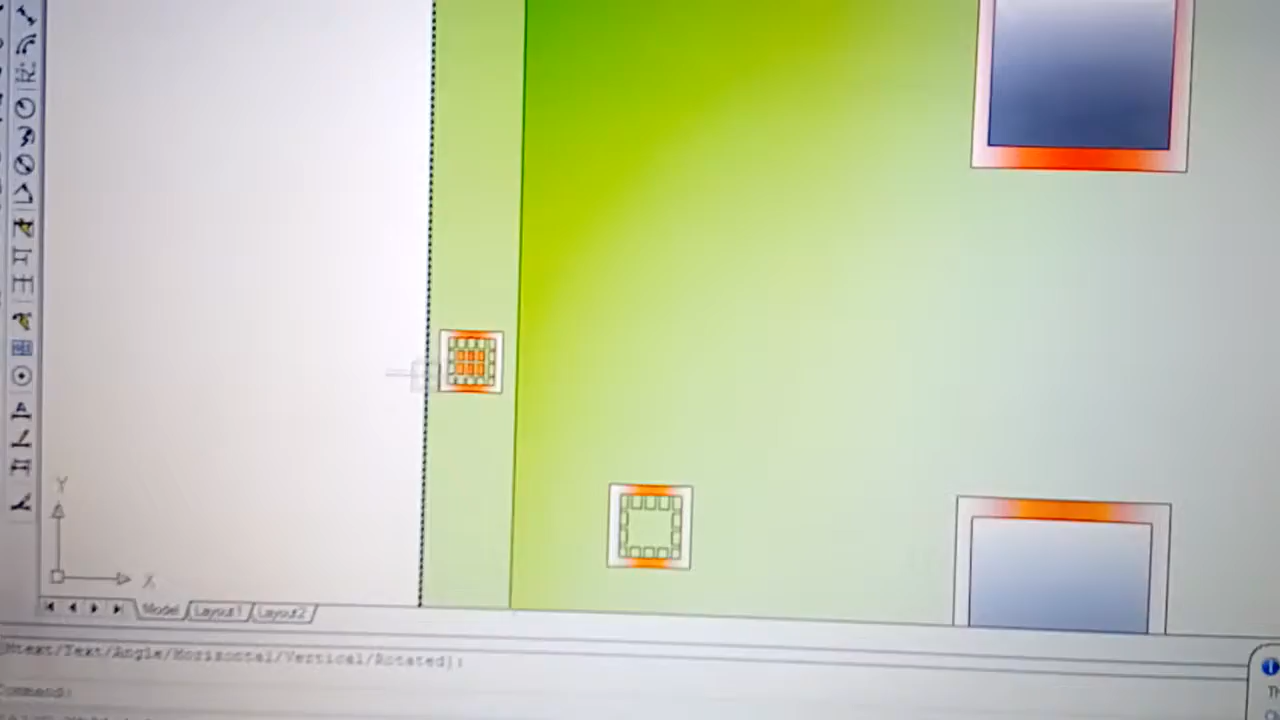 Y
X
Model Layout1 Layout2
[Mtext/Text/Angle/Horizontal/Vertical/Rotated]:
Command: